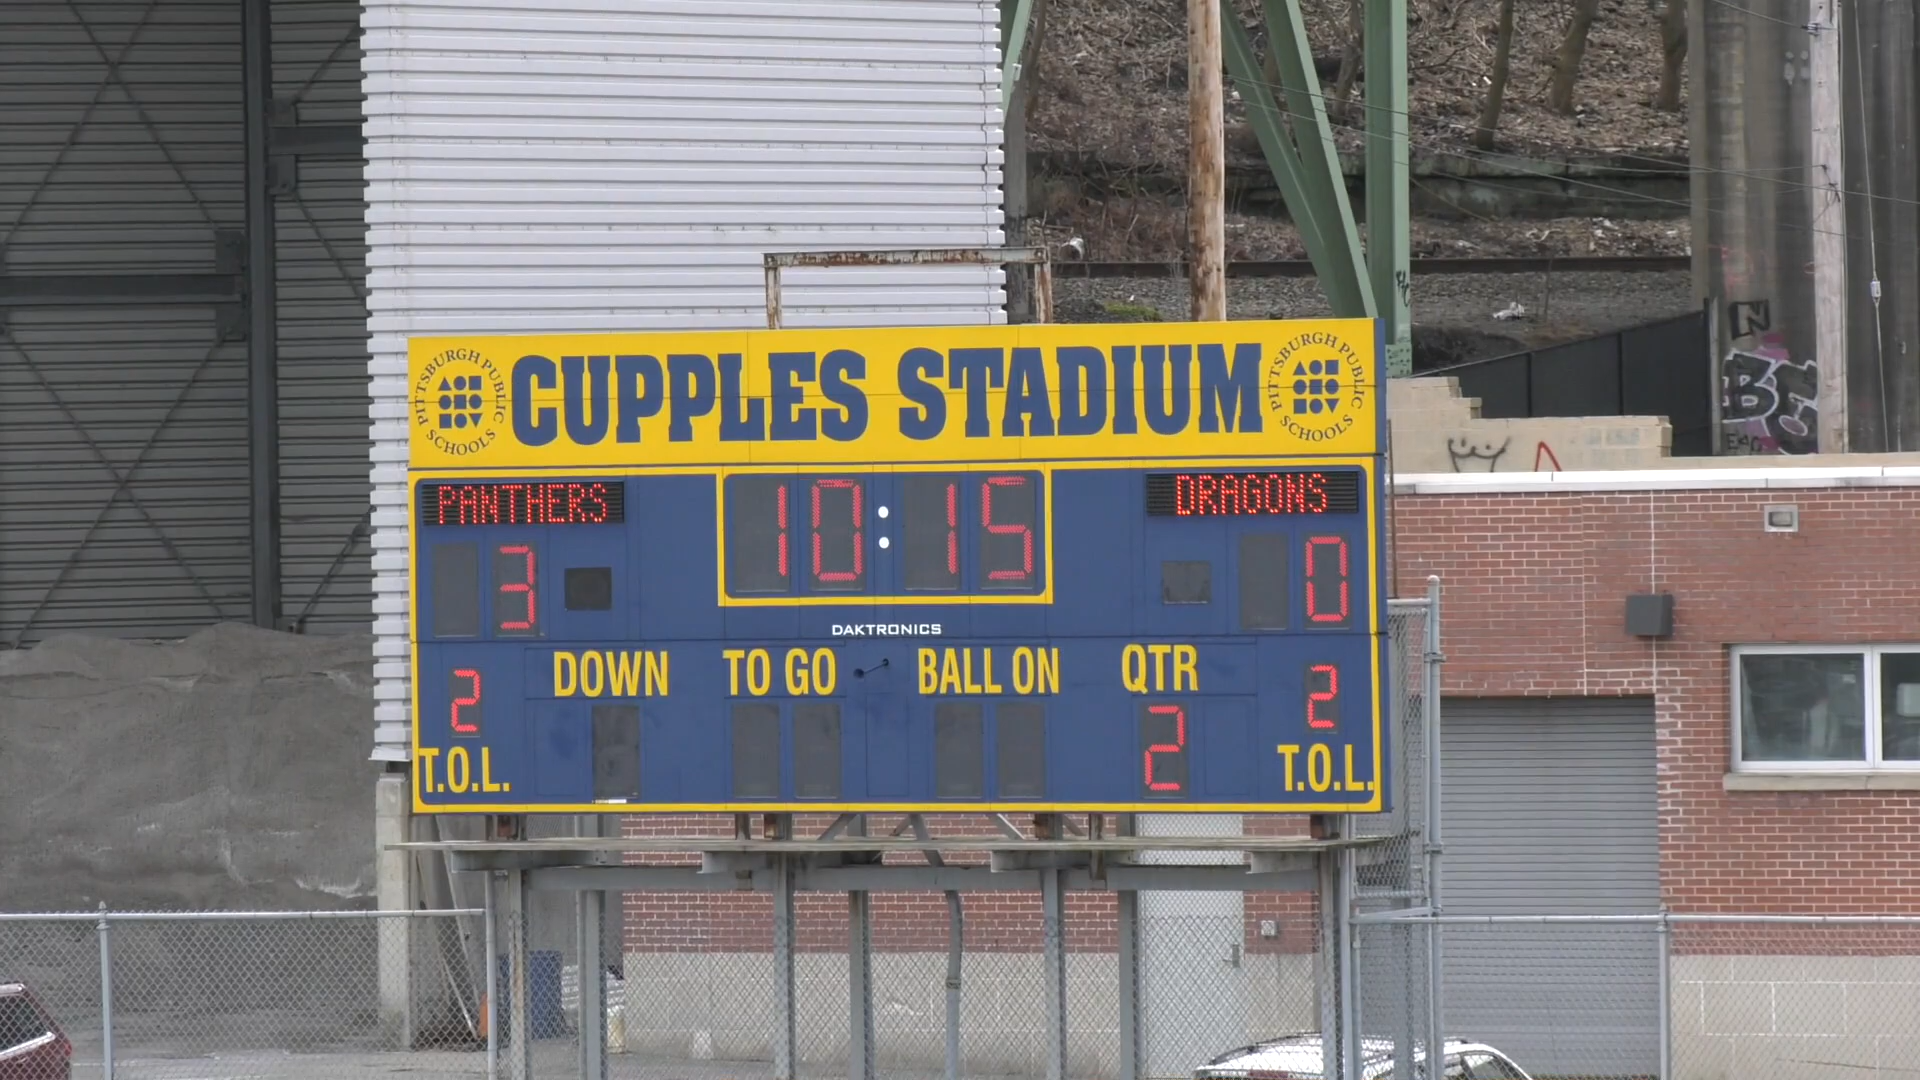 PITTSBURGH PUBLIC SCHOOLS
CUPPLES STADIUM
PITTSBURGH PUBLIC SCHOOLS
PANTHERS 10:15 DRAGONS
3 0
DAKTRONICS
DOWN TO GO BALL ON QTR
2 2 2
T.O.L. T.O.L.
N